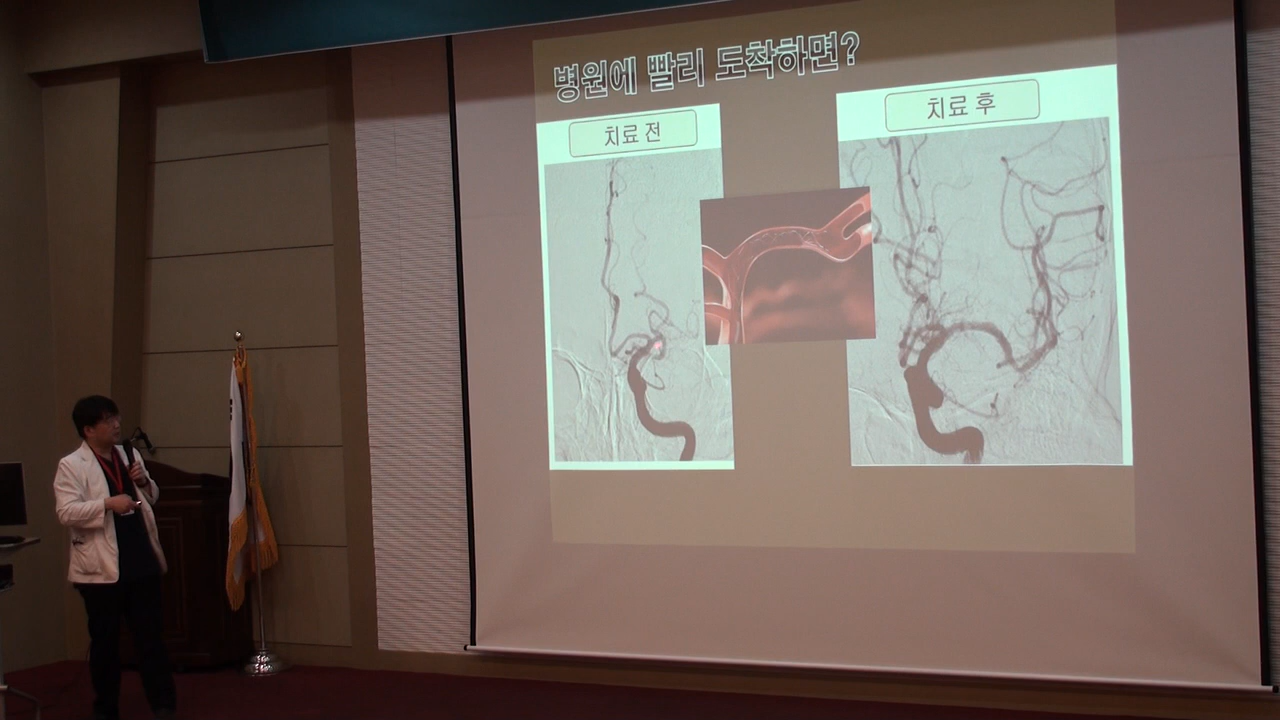 병원에 빨리 도착하면?
치료 전
치료 후